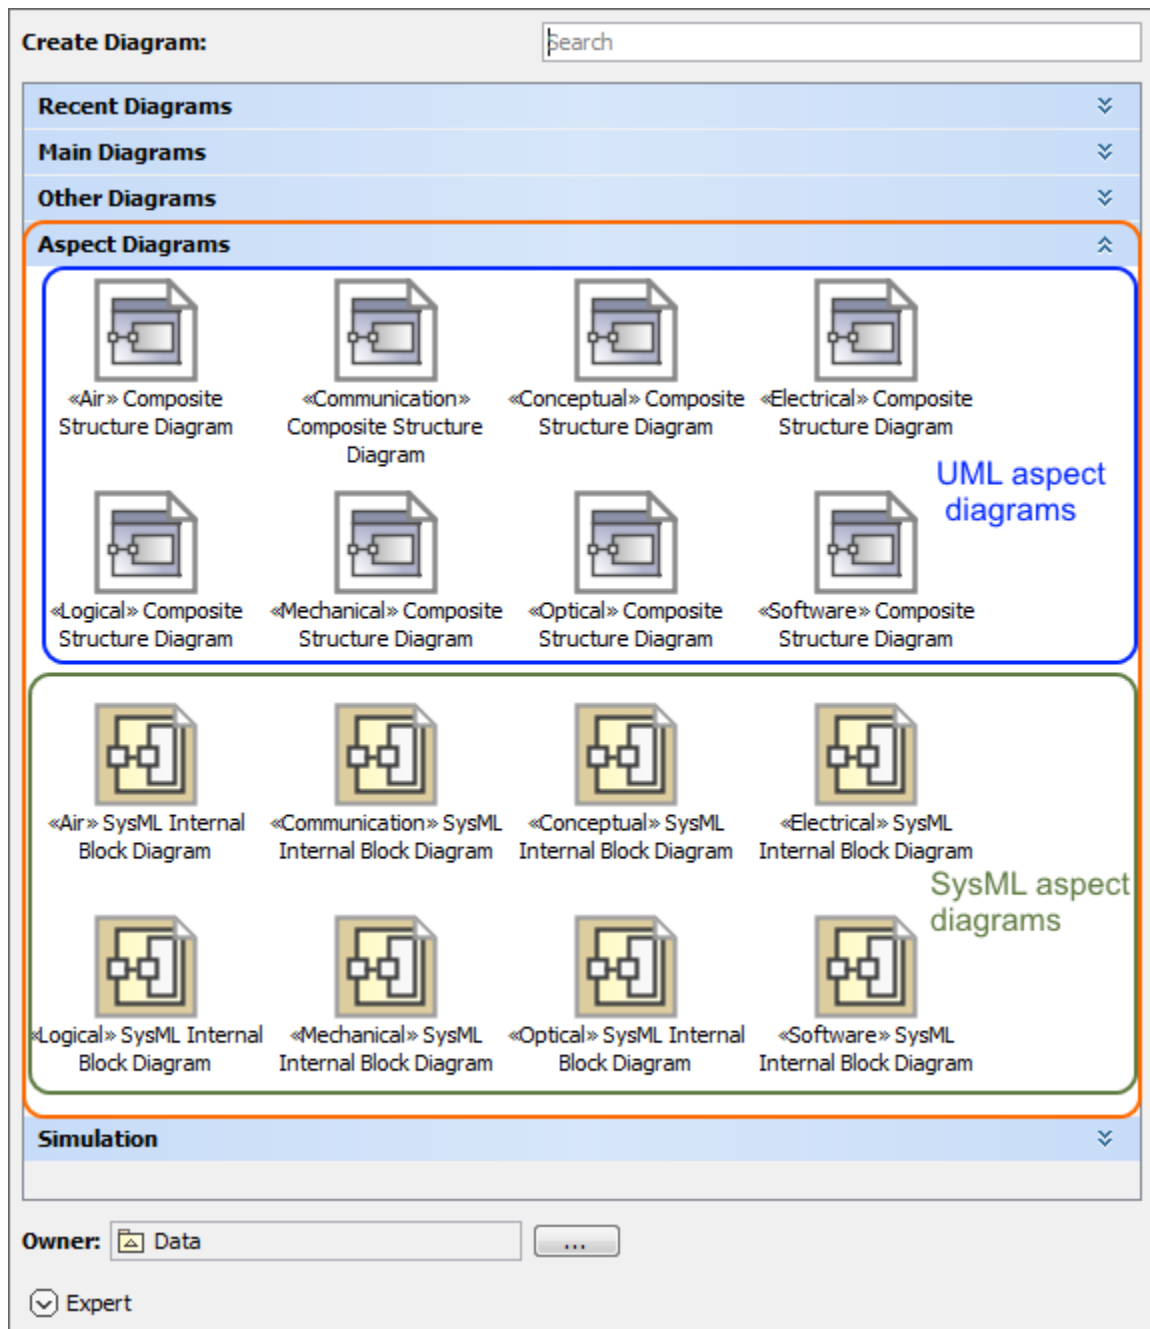 Create Diagram:
Search
Recent Diagrams
Main Diagrams
Other Diagrams
Aspect Diagrams
«Air» Composite
Structure Diagram
«Communication»
Composite Structure
Diagram
«Conceptual» Composite
Structure Diagram
«Electrical» Composite
Structure Diagram
UML aspect
diagrams
«Logical» Composite
Structure Diagram
«Mechanical» Composite
Structure Diagram
«Optical» Composite
Structure Diagram
«Software» Composite
Structure Diagram
«Air» SysML Internal
Block Diagram
«Communication» SysML
Internal Block Diagram
«Conceptual» SysML
Internal Block Diagram
«Electrical» SysML
Internal Block Diagram
SysML aspect
diagrams
«Logical» SysML Internal
Block Diagram
«Mechanical» SysML
Internal Block Diagram
«Optical» SysML Internal
Block Diagram
«Software» SysML
Internal Block Diagram
Simulation
Owner: Data ...
Expert